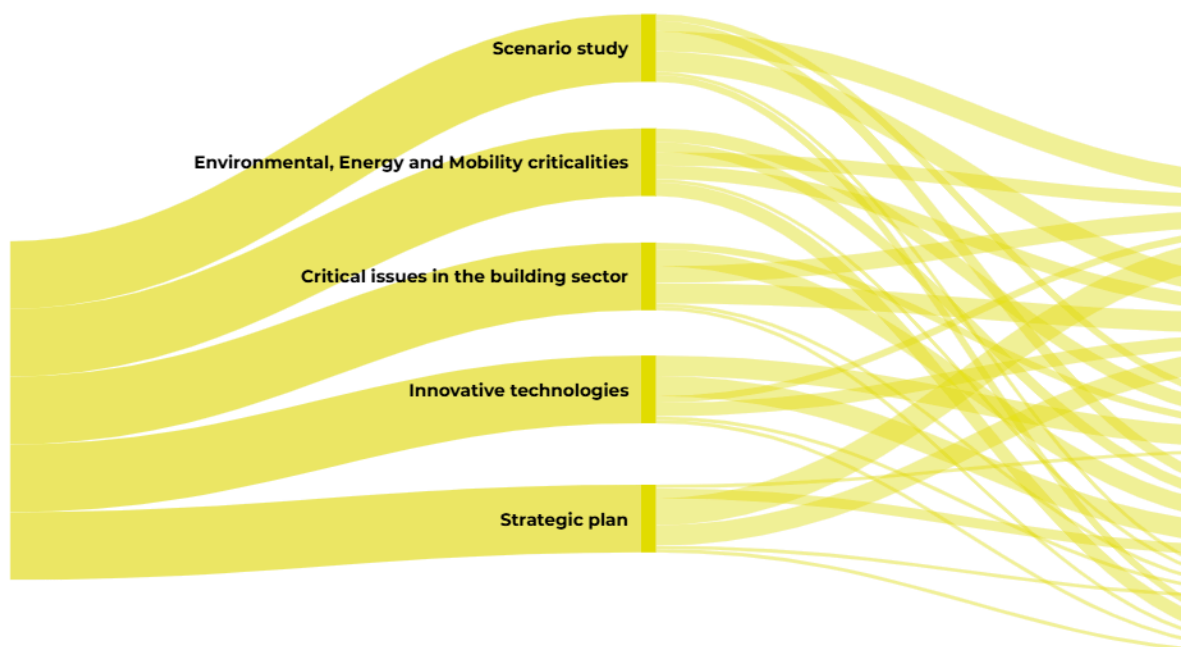 Scenario study
Environmental, Energy and Mobility criticalities
Critical issues in the building sector
Innovative technologies
Strategic plan